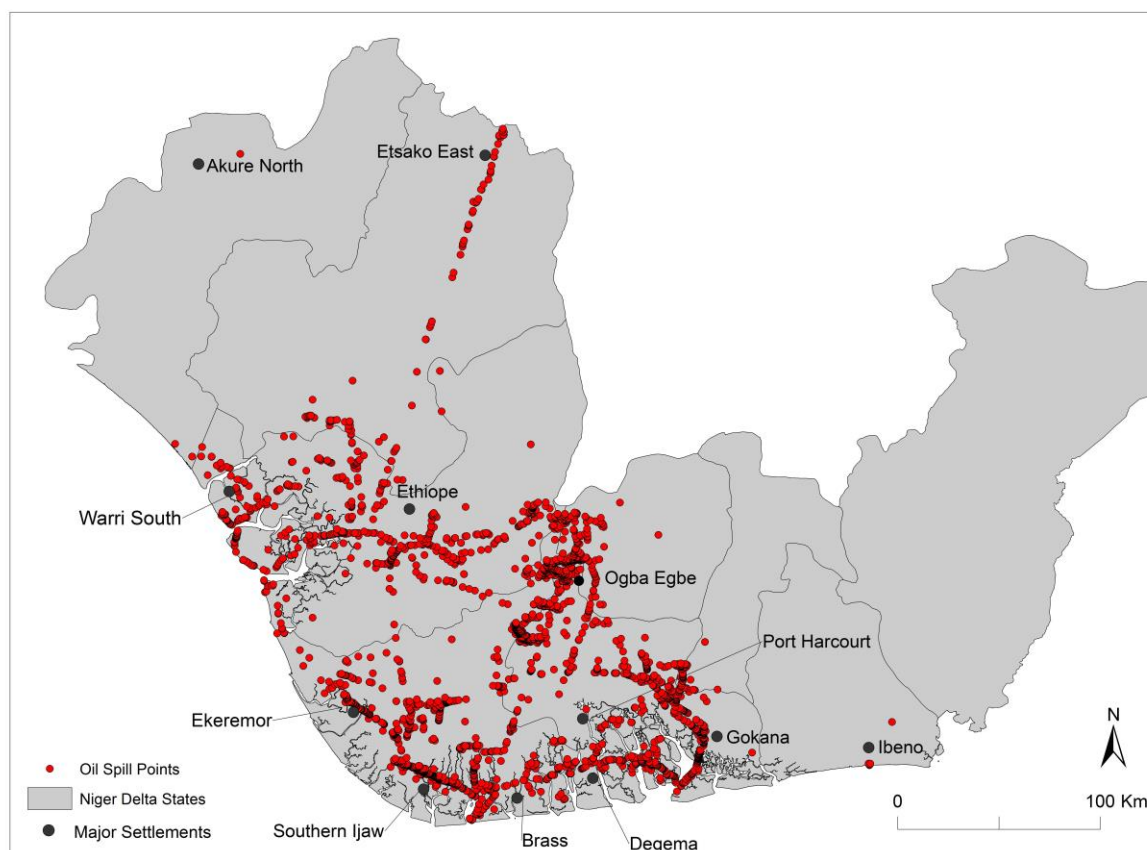 Etsako East
Akure North
Ethiope
Warri South
Ogba Egbe
Port Harcourt
Ekeremor
Gokana
Ibeno
N
Oil Spill Points
Niger Delta States
Major Settlements
0 100 Km
Southern Ijaw
Brass
Degema